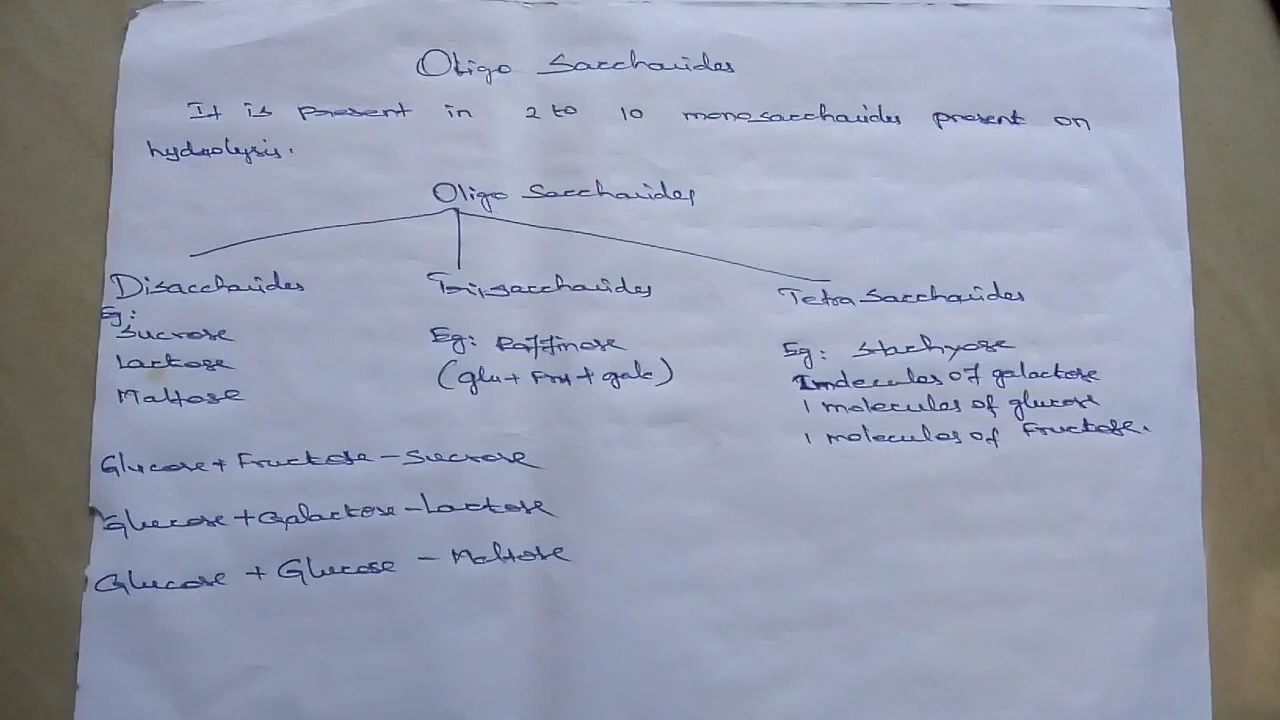 Oligo Saccharides
It is present in 2 to 10 monosaccharides present on
hydrolysis.
Oligo Saccharides
Disaccharides
Eg:
Sucrose
Lactose
Maltose
Trisaccharides
Eg: Raffinose
(glu + Fru + gala)
Tetra Saccharides
Eg: Stachyose
2 molecules of galactose
1 molecules of glucose
1 molecules of Fructose.
Glucose + Fructose - Sucrose
Glucose + Galactose - Lactose
Glucose + Glucose - Maltose